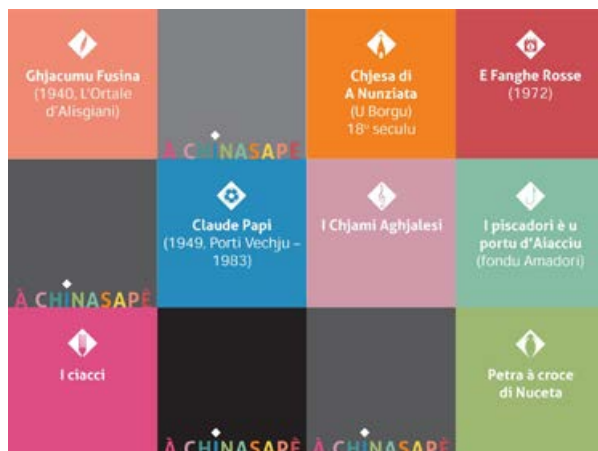 Ghjacumu Fusina
(1940, L'Ortale
d'Alisgiani)
À CHINASAPÈ
Chjesa di
A Nunziata
(U Borgu)
18º seculu
E Fanghe Rosse
(1972)
À CHINASAPÈ
Claude Papi
(1949, Porti Vechju –
1983)
I Chjami Aghjalesi
I piscadori è u
portu d'Aiacciu
(fondu Amadori)
I ciacci
À CHINASAPÈ
À CHINASAPÈ
Petra à croce
di Nuceta